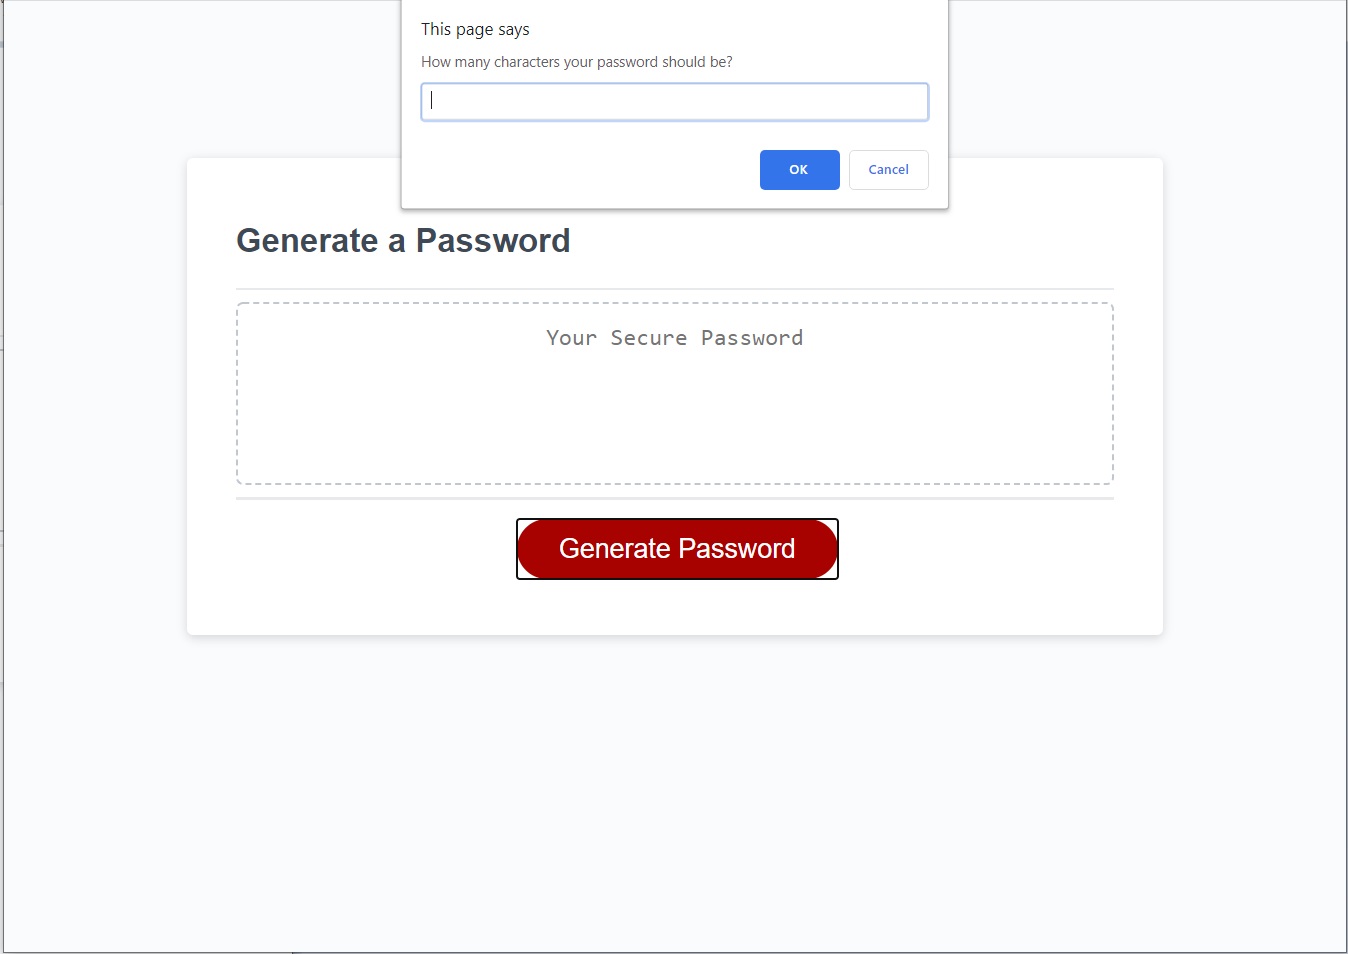 This page says
How many characters your password should be?
OK
Cancel
Generate a Password
Your Secure Password
Generate Password